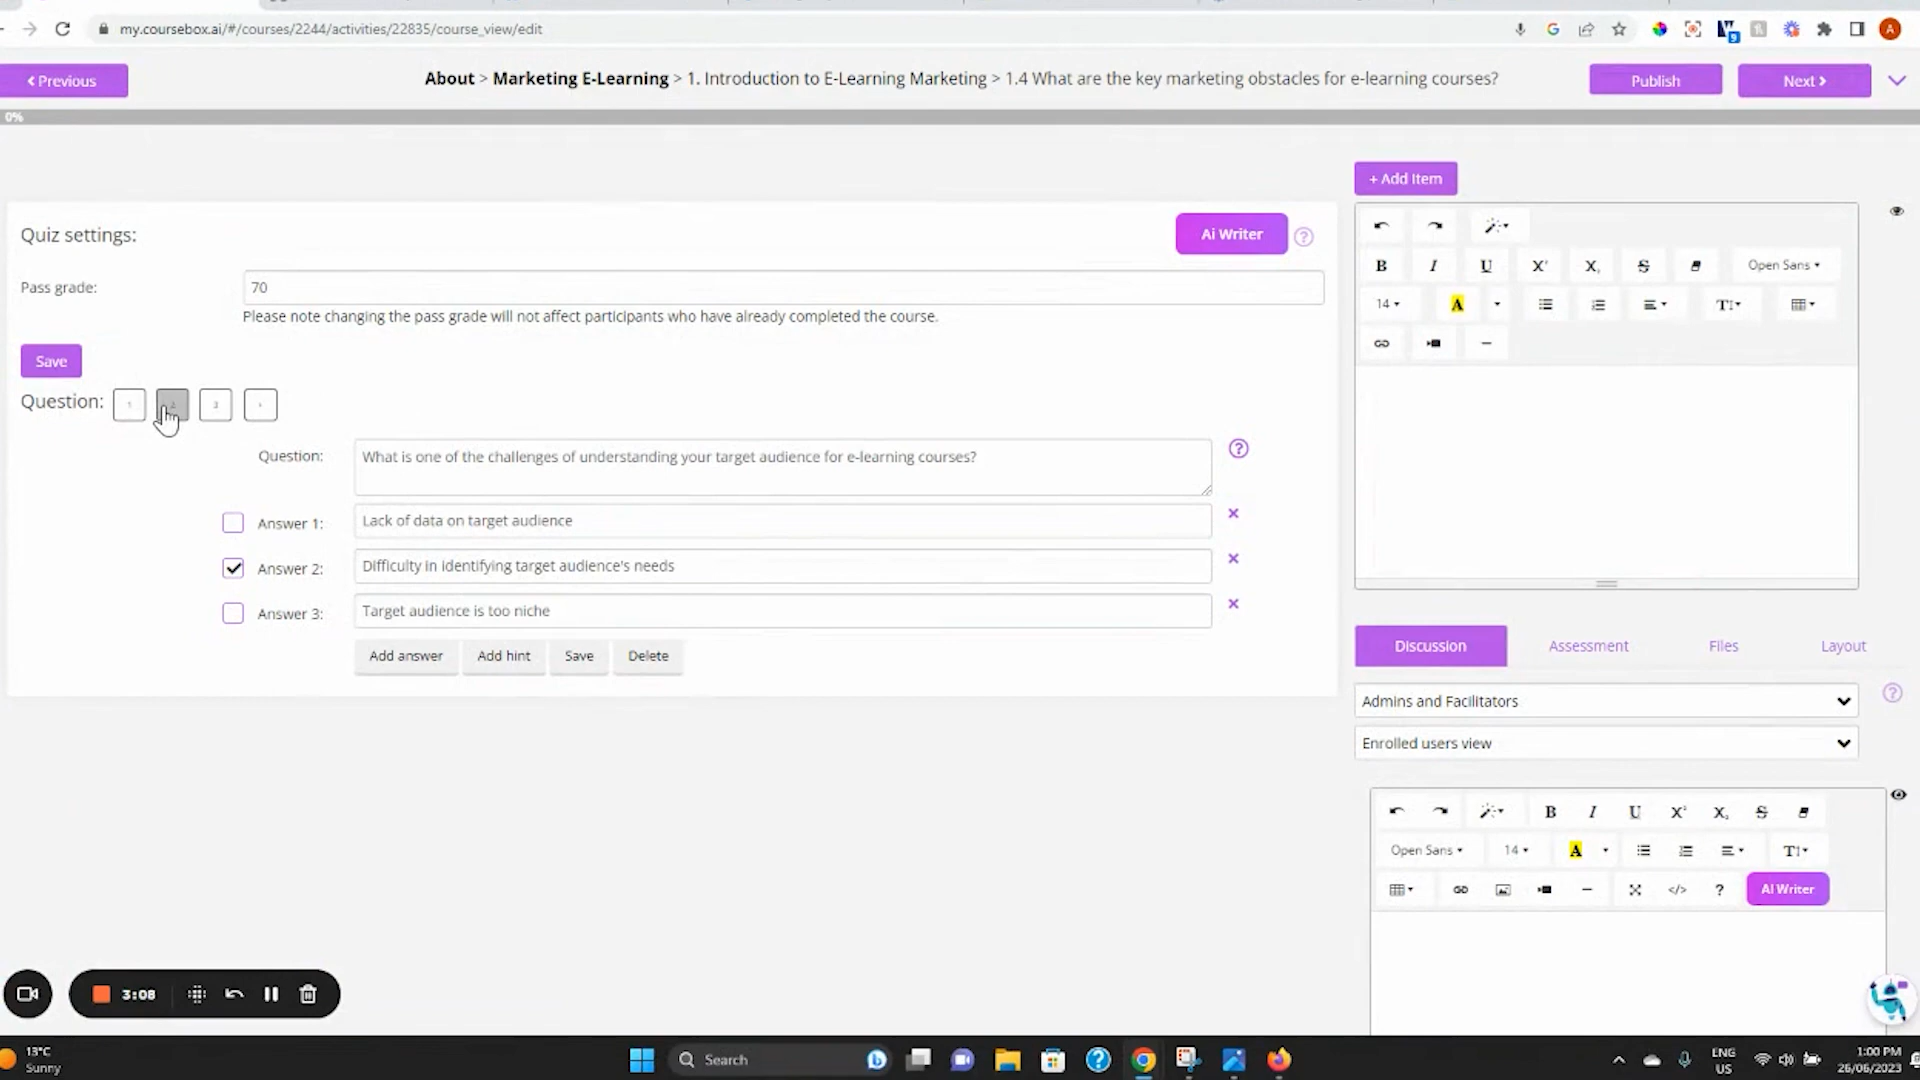 my.coursebox.ai/#/courses/2244/activities/22835/course_view/edit
Previous
About > Marketing E-Learning > 1. Introduction to E-Learning Marketing > 1.4 What are the key marketing obstacles for e-learning courses?
Publish
Next
0%
+ Add Item
Quiz settings:
Ai Writer
?
Pass grade:
70
Please note changing the pass grade will not affect participants who have already completed the course.
Save
Question:
1
2
3
+
Question:
What is one of the challenges of understanding your target audience for e-learning courses?
?
Answer 1:
Lack of data on target audience
Answer 2:
Difficulty in identifying target audience's needs
Answer 3:
Target audience is too niche
Add answer
Add hint
Save
Delete
B I U X S
Open Sans
14
A
Discussion
Assessment
Files
Layout
Admins and Facilitators
?
Enrolled users view
B I U X S
Open Sans
14
A
</>
?
AI Writer
3:08
13°C
Sunny
Search
ENG
US
1:00 PM
26/06/2023